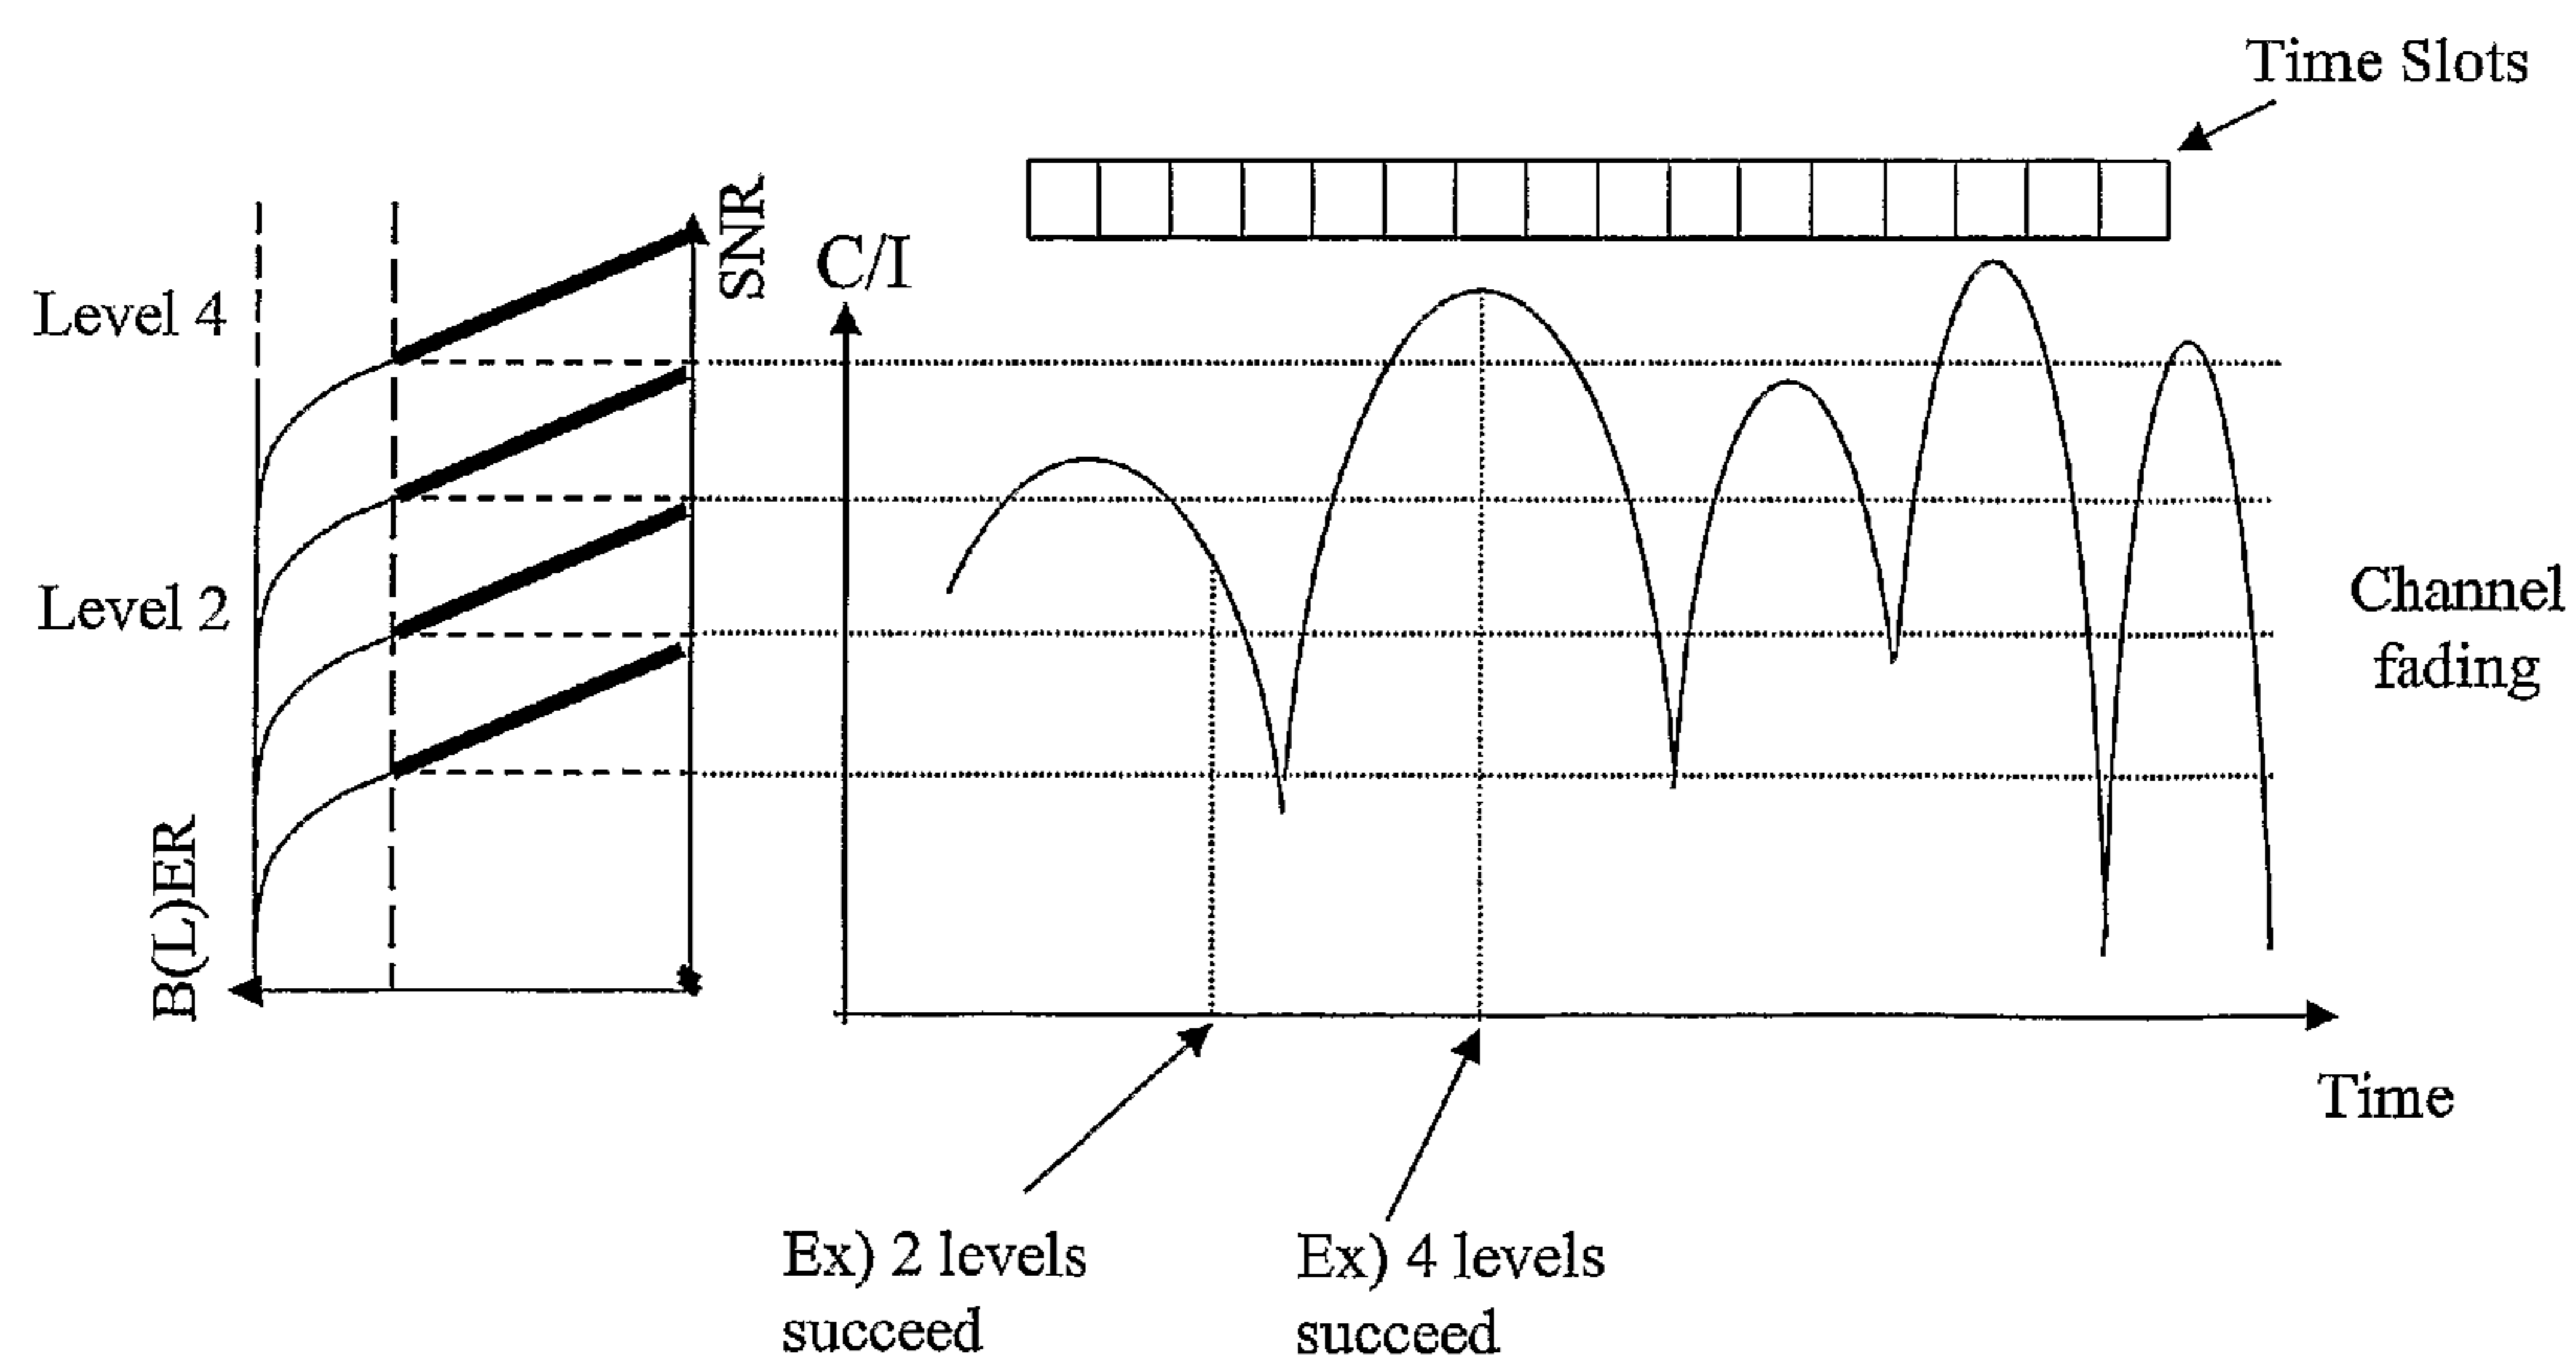 Time Slots
SNR
C/I
Level 4
Level 2
Channel
fading
B(L)ER
Time
Ex) 2 levels
succeed
Ex) 4 levels
succeed